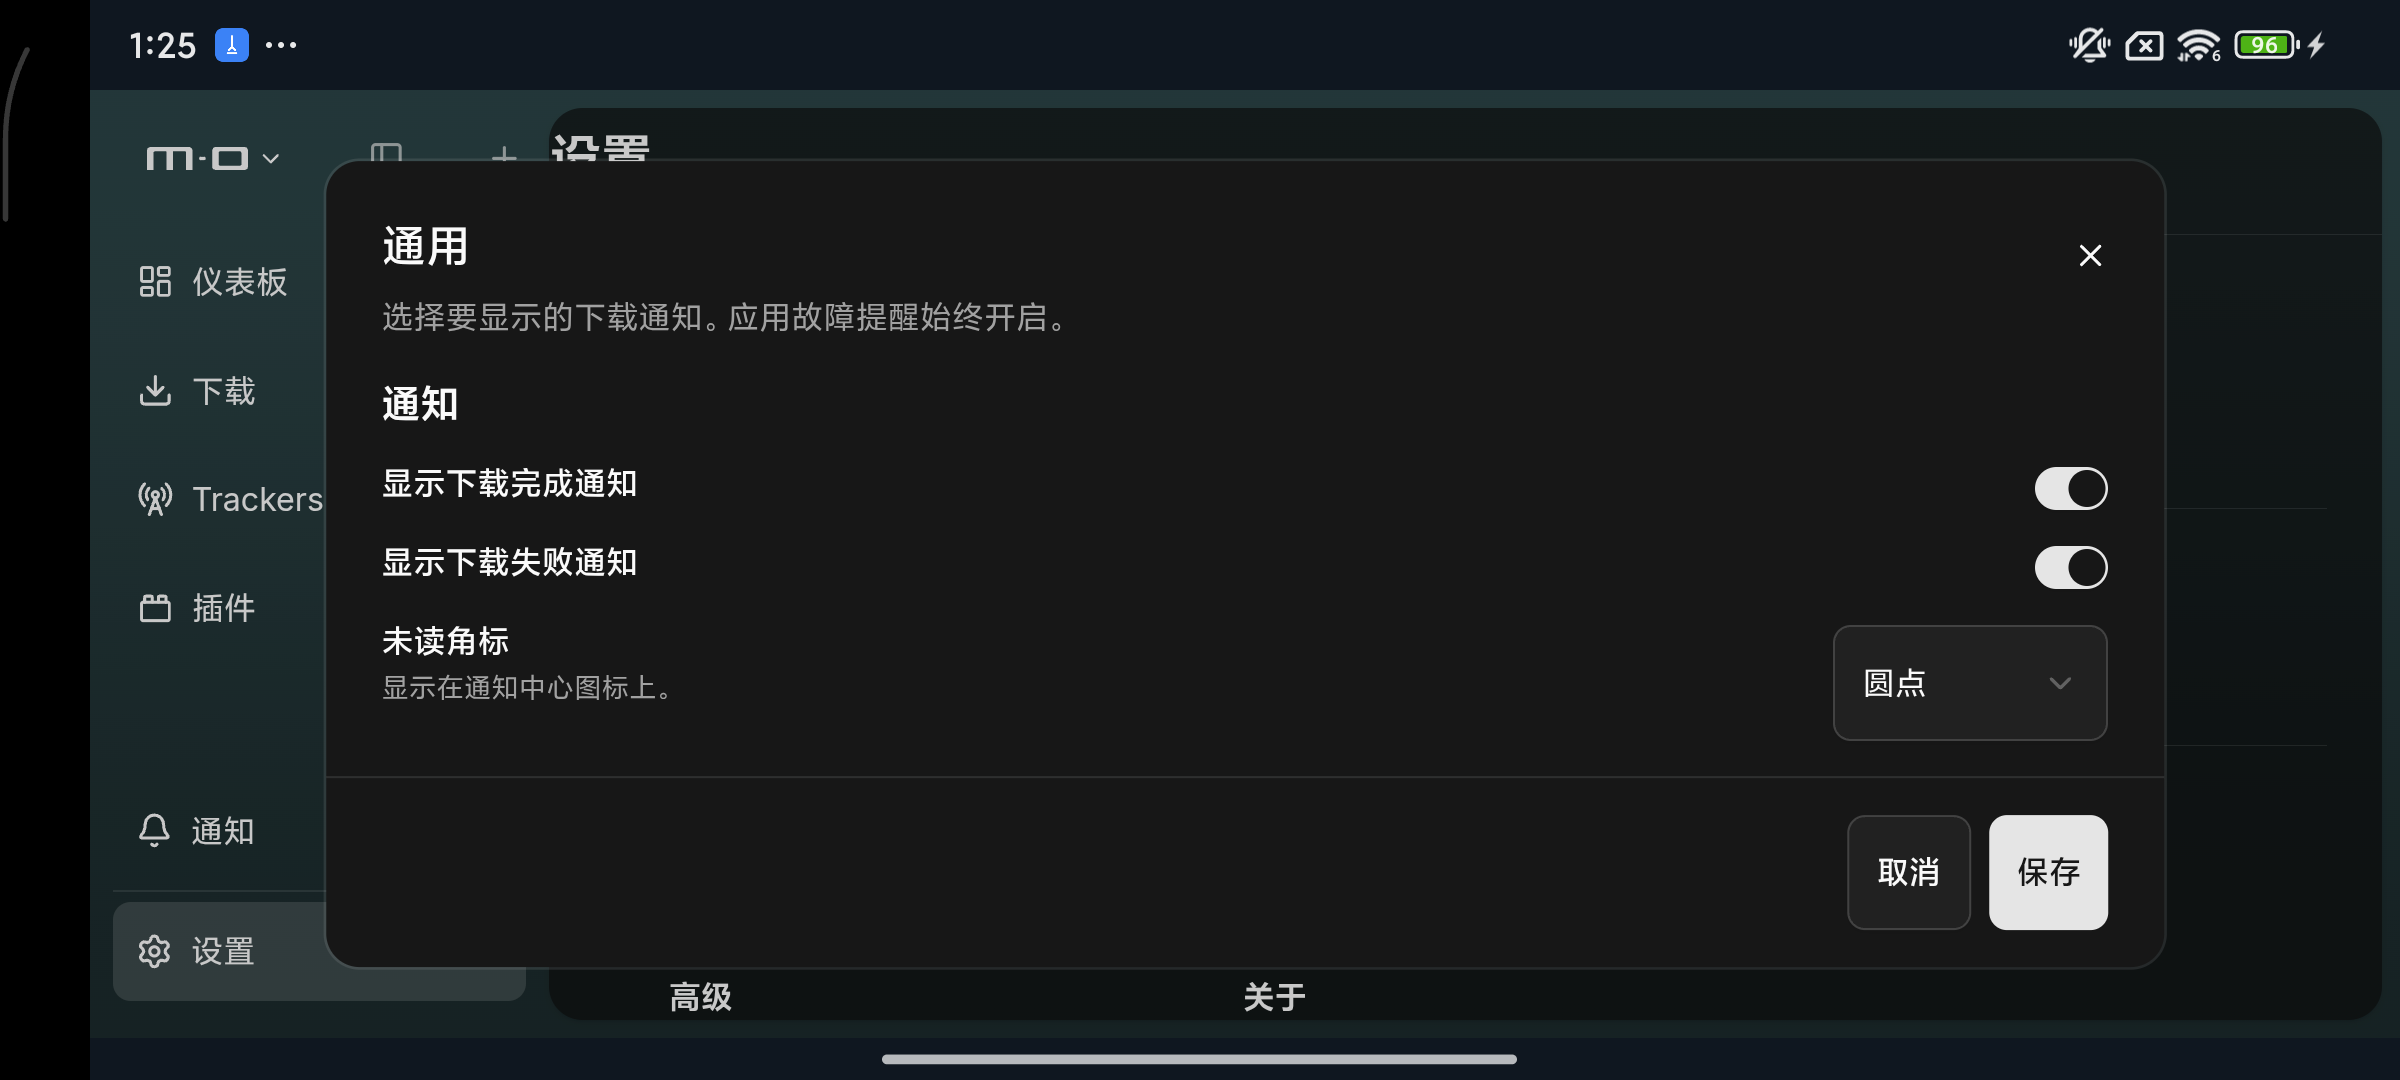 1:25
6
96
m-o
设置
仪表板
下载
Trackers
插件
通知
设置
通用
选择要显示的下载通知。应用故障提醒始终开启。
通知
显示下载完成通知
显示下载失败通知
未读角标
显示在通知中心图标上。
圆点
取消
保存
高级
关于